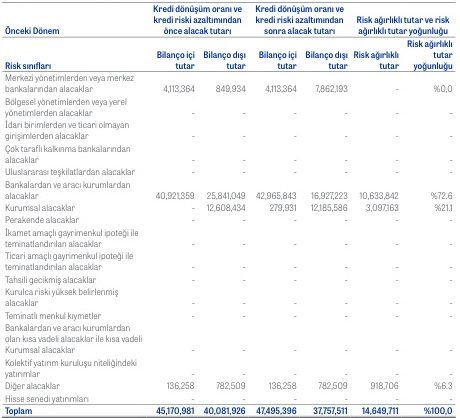 Önceki Dönem
Kredi dönüşüm oranı ve kredi riski azaltımından önce alacak tutarı
Kredi dönüşüm oranı ve kredi riski azaltımından sonra alacak tutarı
Risk ağırlıklı tutar ve risk ağırlıklı tutar yoğunluğu
Risk sınıfları
Bilanço içi tutar
Bilanço dışı tutar
Bilanço içi tutar
Bilanço dışı tutar
Risk ağırlıklı tutar
Risk ağırlıklı tutar yoğunluğu
Merkezi yönetimlerden veya merkez
bankalarından alacaklar 4,113,364 849,934 4,113,364 7,862,193 - %0,0
Bölgesel yönetimlerden veya yerel
yönetimlerden alacaklar - - - - - -
İdari birimlerden ve ticari olmayan
girişimlerden alacaklar - - - - - -
Çok taraflı kalkınma bankalarından
alacaklar - - - - - -
Uluslararası teşkilatlardan alacaklar - - - - - -
Bankalardan ve aracı kurumlardan
alacaklar 40,921,359 25,841,049 42,965,843 16,927,223 10,633,842 %72.6
Kurumsal alacaklar - 12,608,434 279,931 12,185,586 3,097,163 %21.1
Perakende alacaklar - - - - - -
İkamet amaçlı gayrimenkul ipoteği ile
teminatlandırılan alacaklar - - - - - -
Ticari amaçlı gayrimenkul ipoteği ile
teminatlandırılan alacaklar - - - - - -
Tahsili gecikmiş alacaklar - - - - - -
Kurulca riski yüksek belirlenmiş
alacaklar - - - - - -
Teminatlı menkul kıymetler - - - - - -
Bankalardan ve aracı kurumlardan
olan kısa vadeli alacaklar ile kısa vadeli
Kurumsal alacaklar - - - - - -
Kolektif yatırım kuruluşu niteliğindeki
yatırımlar - - - - - -
Diğer alacaklar 136,258 782,509 136,258 782,509 918,706 %6.3
Hisse senedi yatırımları - - - - - -
Toplam 45,170,981 40,081,926 47,495,396 37,757,511 14,649,711 %100,0